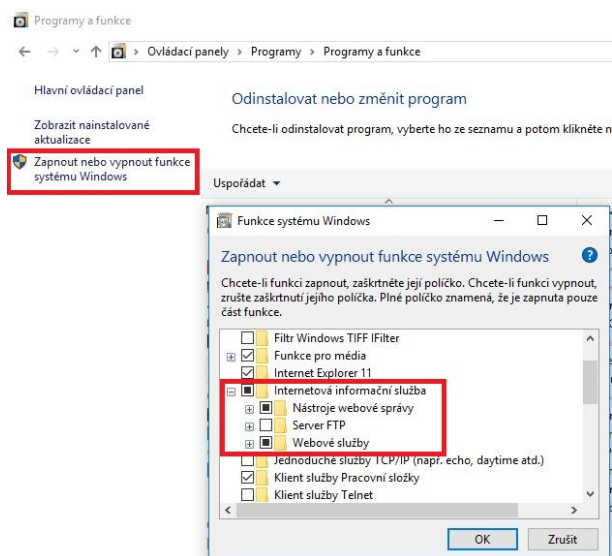 Programy a funkce
Ovládací panely > Programy > Programy a funkce
Hlavní ovládací panel
Zobrazit nainstalované
aktualizace
Zapnout nebo vypnout funkce
systému Windows
Odinstalovat nebo změnit program
Chcete-li odinstalovat program, vyberte ho ze seznamu a potom klikněte n
Uspořádat
Funkce systému Windows
Zapnout nebo vypnout funkce systému Windows
Chcete-li funkci zapnout, zaškrtněte její políčko. Chcete-li funkci vypnout,
zrušte zaškrtnutí jejího políčka. Plné políčko znamená, že je zapnuta pouze
část funkce.
Filtr Windows TIFF IFilter
Funkce pro média
Internet Explorer 11
Internetová informační služba
Nástroje webové správy
Server FTP
Webové služby
Jednoduché služby TCP/IP (např. echo, daytime atd.)
Klient služby Pracovní složky
Klient služby Telnet
OK
Zrušit